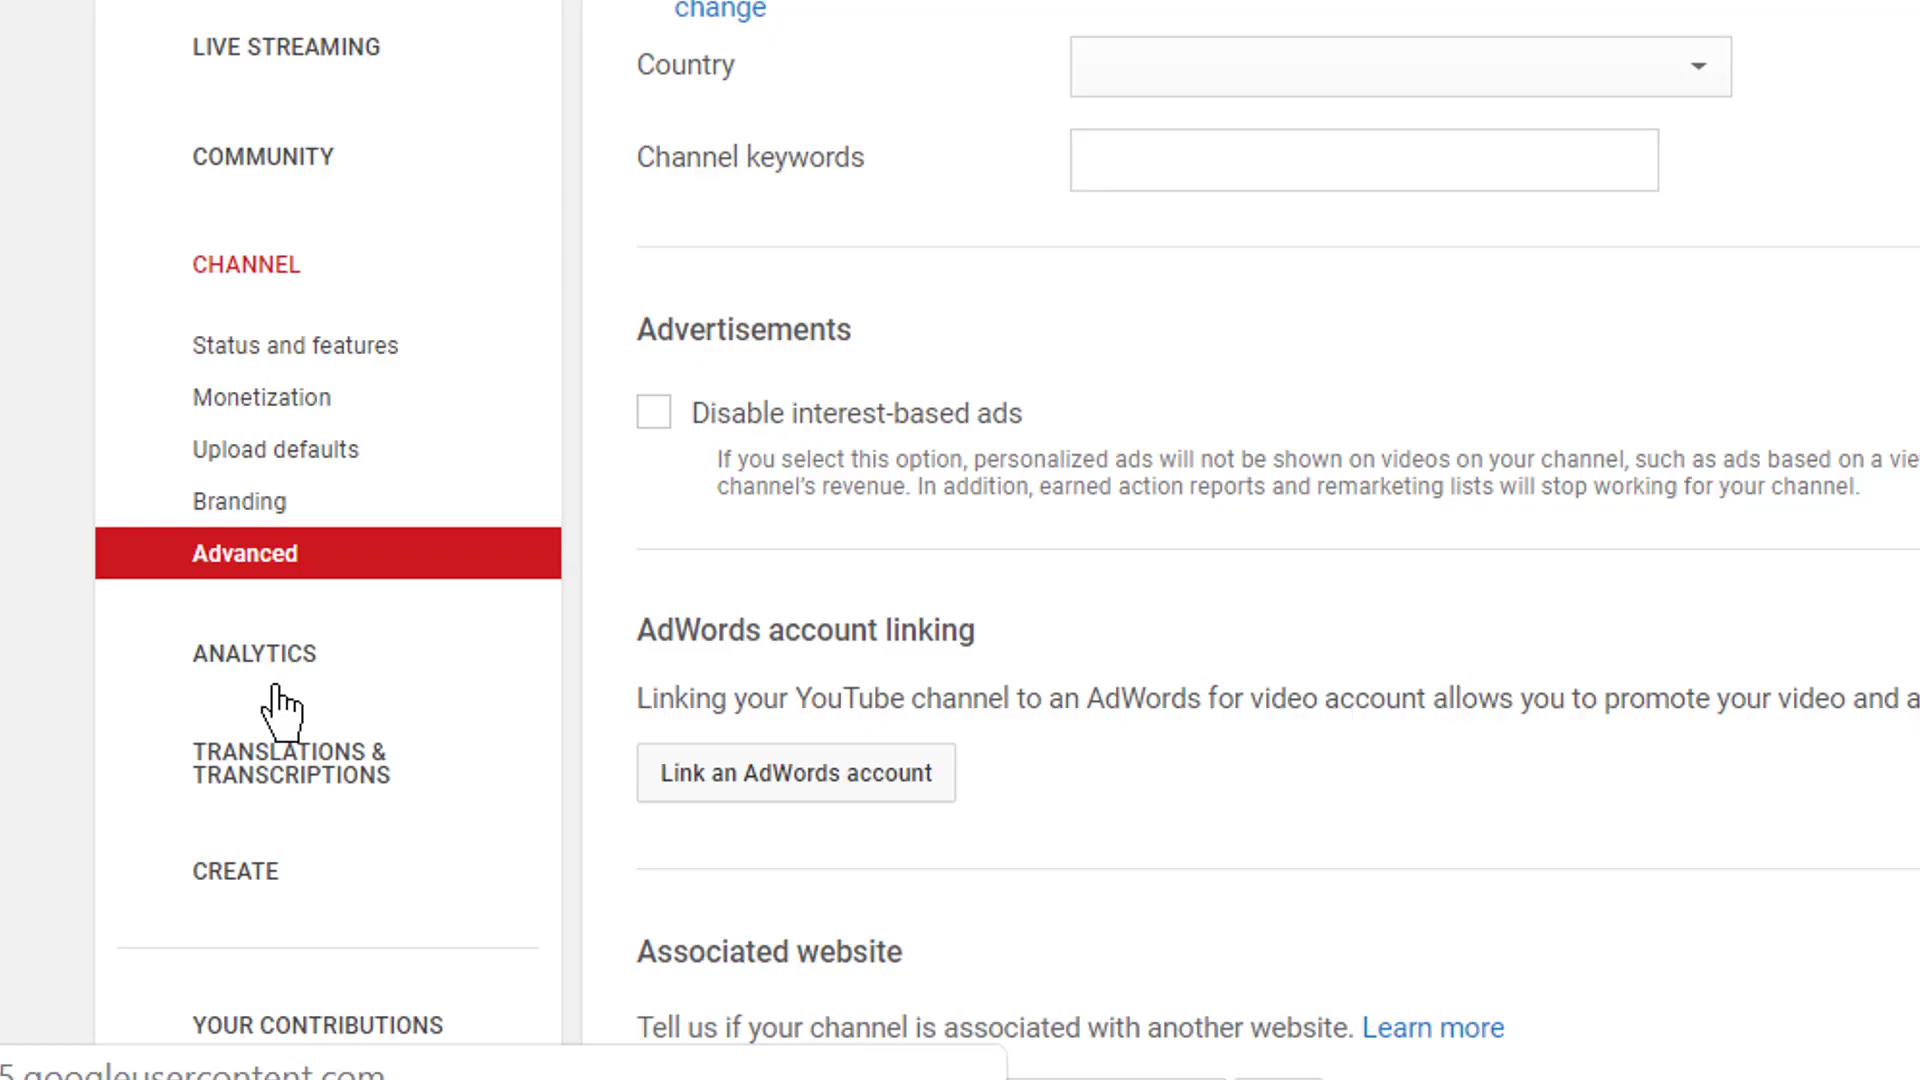 change
LIVE STREAMING
Country
COMMUNITY
Channel keywords
CHANNEL
Advertisements
Status and features
Monetization
Disable interest-based ads
Upload defaults
If you select this option, personalized ads will not be shown on videos on your channel, such as ads based on a vie
channel's revenue. In addition, earned action reports and remarketing lists will stop working for your channel.
Branding
Advanced
AdWords account linking
ANALYTICS
Linking your YouTube channel to an AdWords for video account allows you to promote your video and a
TRANSLATIONS &
TRANSCRIPTIONS
Link an AdWords account
CREATE
Associated website
YOUR CONTRIBUTIONS
Tell us if your channel is associated with another website. Learn more
5.googleusercontent.com